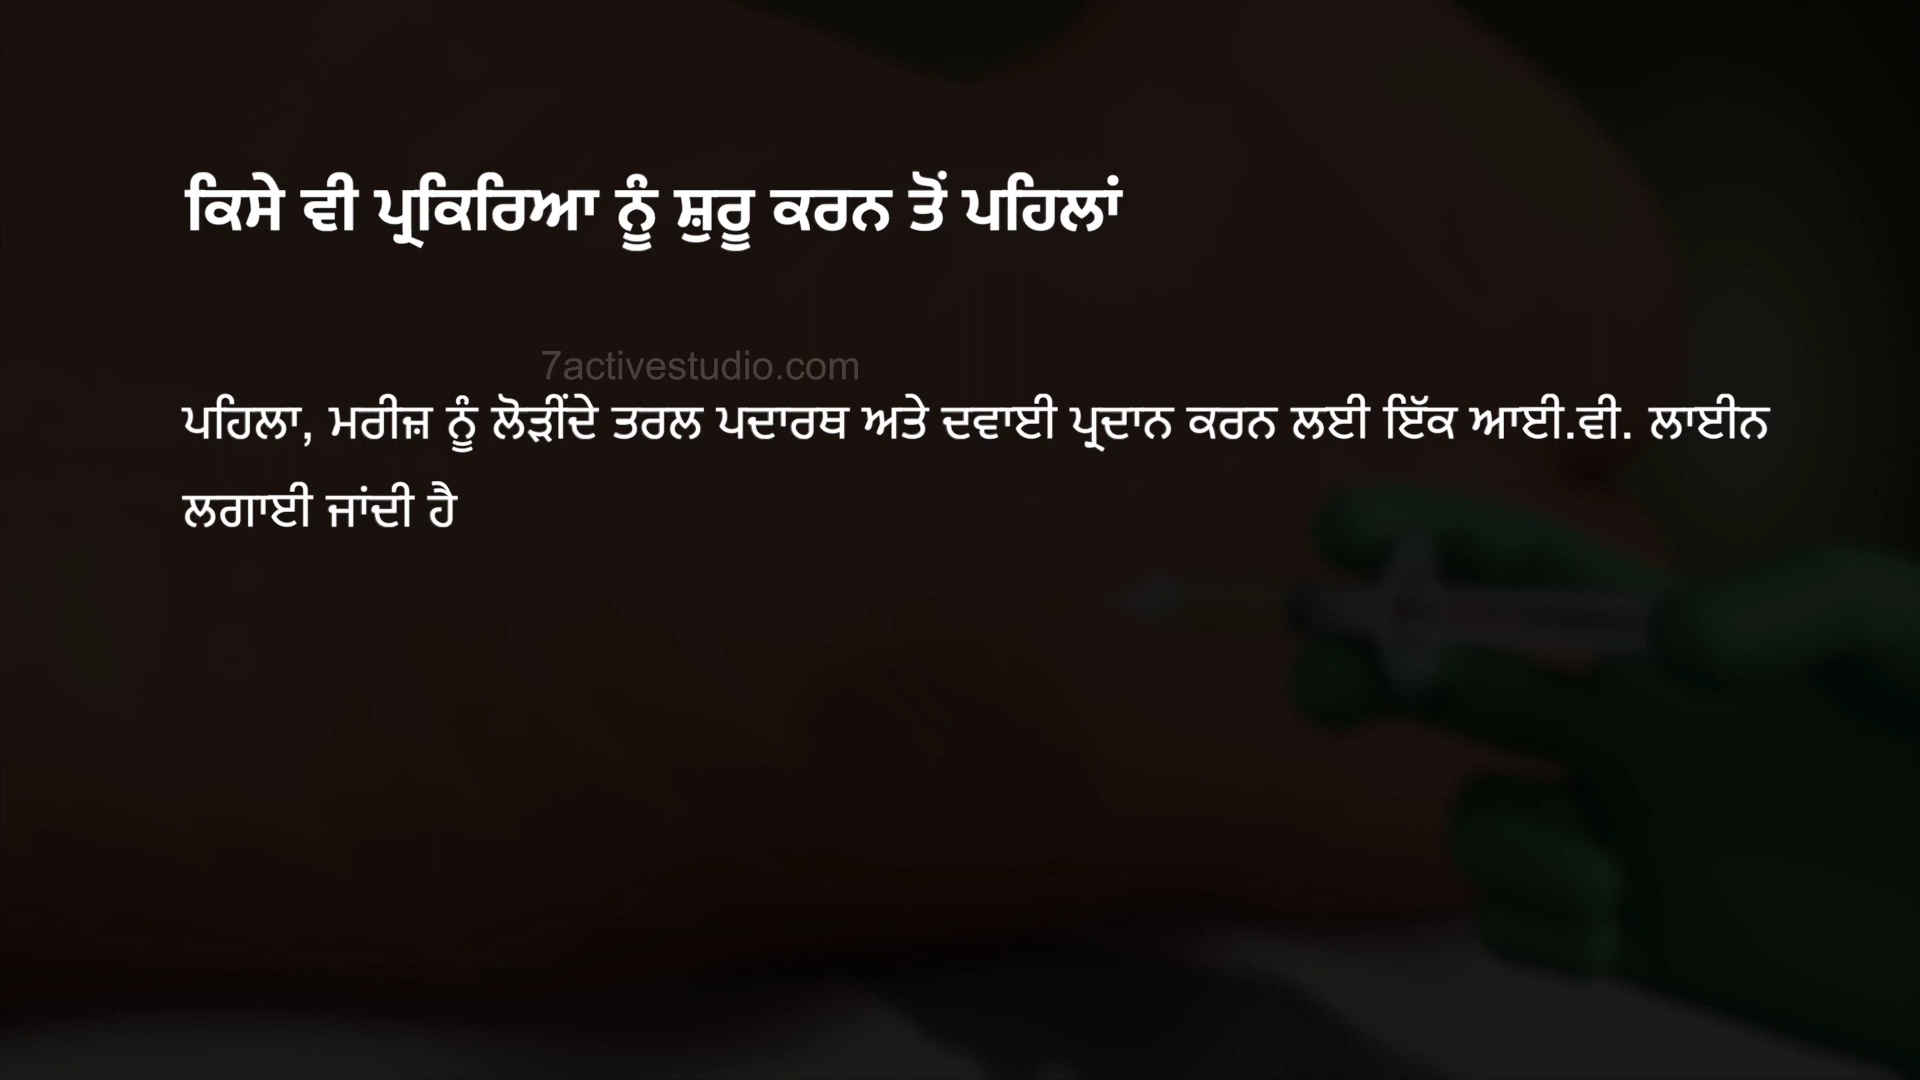 ਕਿਸੇ ਵੀ ਪ੍ਰਕਿਰਿਆ ਨੂੰ ਸ਼ੁਰੂ ਕਰਨ ਤੋਂ ਪਹਿਲਾਂ
7activestudio.com
ਪਹਿਲਾ, ਮਰੀਜ਼ ਨੂੰ ਲੋੜੀਂਦੇ ਤਰਲ ਪਦਾਰਥ ਅਤੇ ਦਵਾਈ ਪ੍ਰਦਾਨ ਕਰਨ ਲਈ ਇੱਕ ਆਈ.ਵੀ. ਲਾਈਨ
ਲਗਾਈ ਜਾਂਦੀ ਹੈ